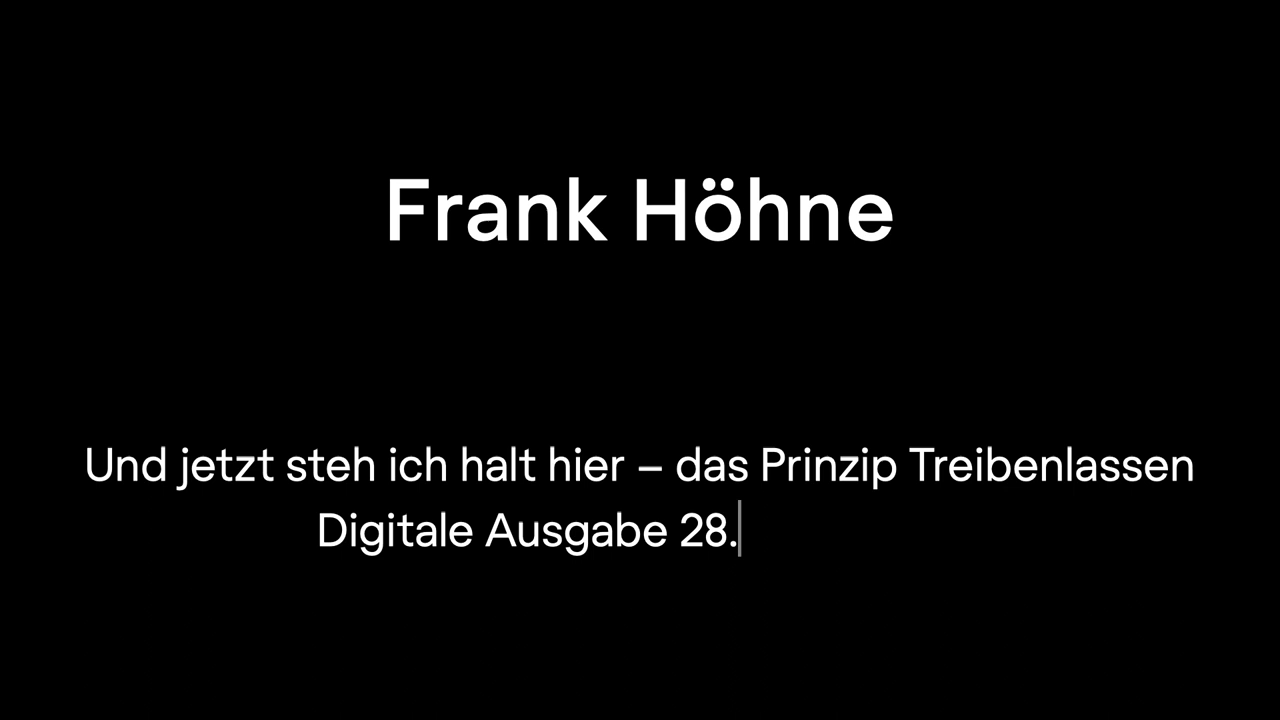 Frank Höhne
Und jetzt steh ich halt hier – das Prinzip Treibenlassen
Digitale Ausgabe 28.